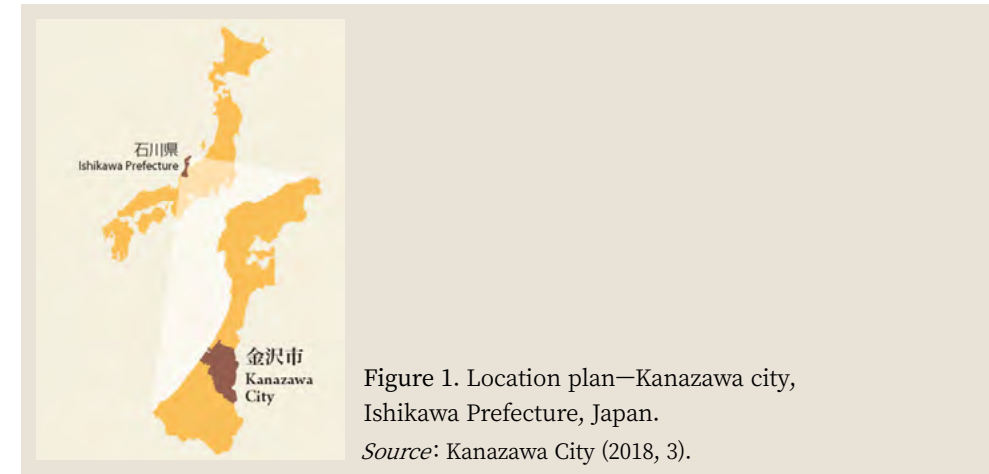 石川県
Ishikawa Prefecture
金沢市
Kanazawa
City
Figure 1. Location plan—Kanazawa city,
Ishikawa Prefecture, Japan.
Source: Kanazawa City (2018, 3).